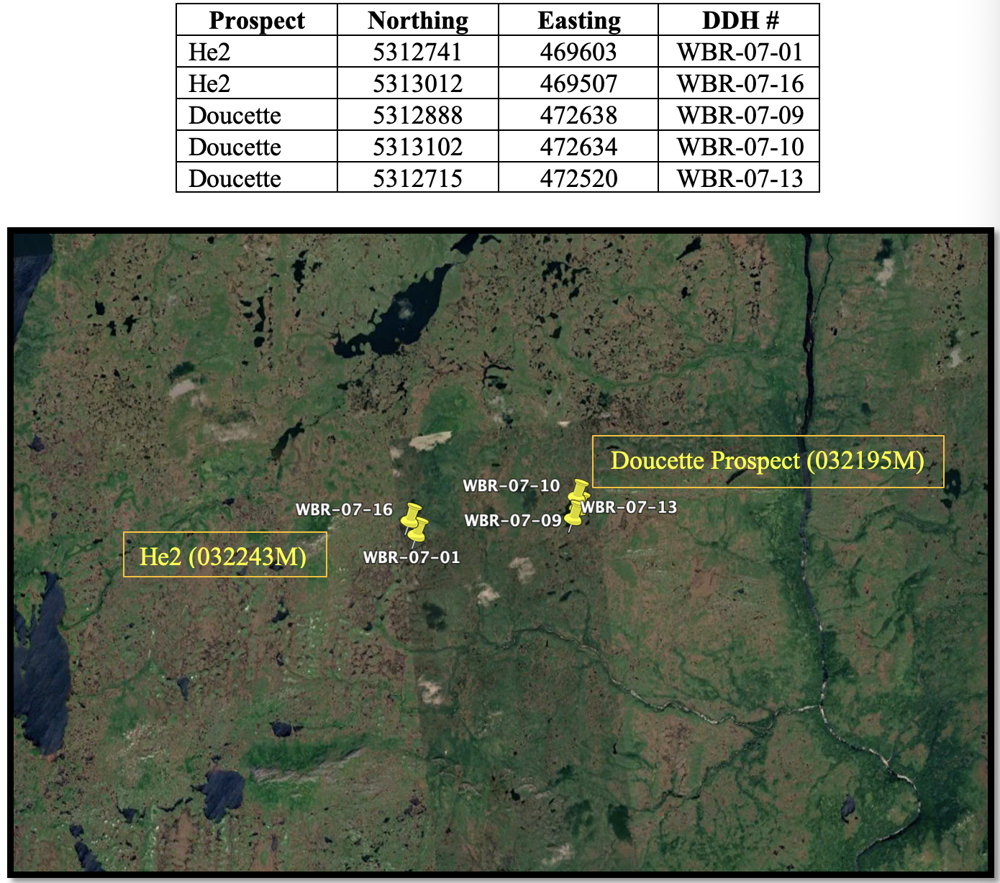 Prospect Northing Easting DDH #
He2 5312741 469603 WBR-07-01
He2 5313012 469507 WBR-07-16
Doucette 5312888 472638 WBR-07-09
Doucette 5313102 472634 WBR-07-10
Doucette 5312715 472520 WBR-07-13
Doucette Prospect (032195M)
WBR-07-10
WBR-07-16
WBR-07-13
WBR-07-09
He2 (032243M)
WBR-07-01